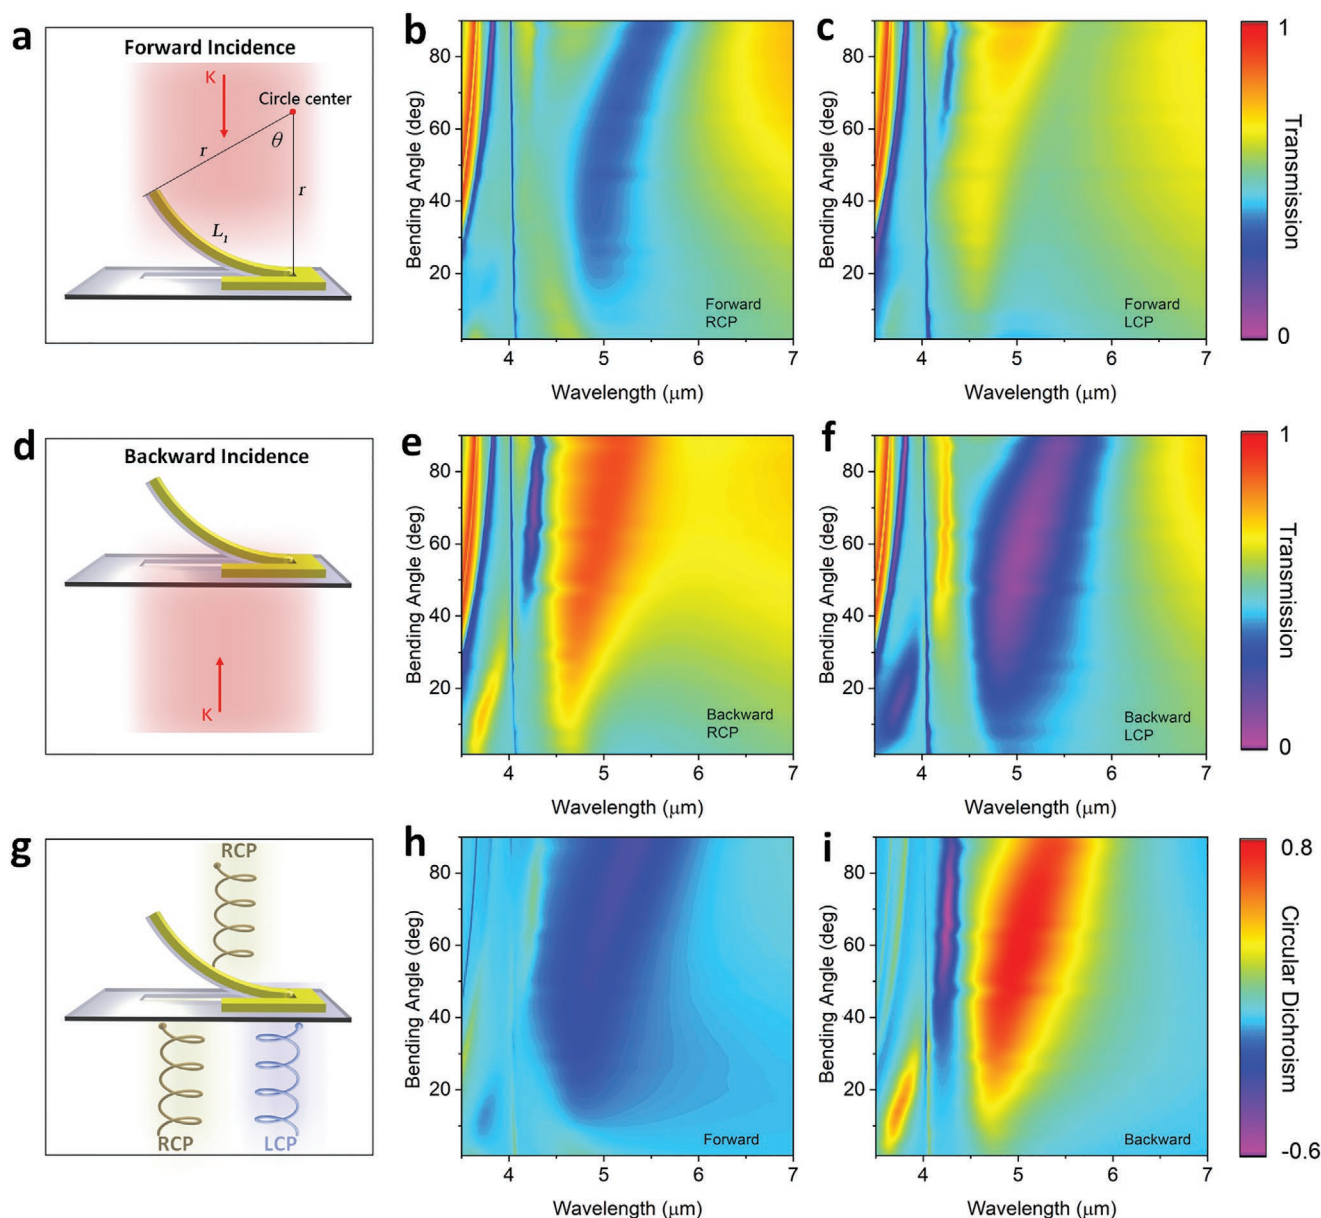 a
Forward Incidence
K
Circle center
θ
r
r
L1
b
Bending Angle (deg)
80
60
40
20
Forward
RCP
4 5 6 7
Wavelength (μm)
c
Bending Angle (deg)
80
60
40
20
Forward
LCP
4 5 6 7
Wavelength (μm)
1
Transmission
0
d
Backward Incidence
K
e
Bending Angle (deg)
80
60
40
20
Backward
RCP
4 5 6 7
Wavelength (μm)
f
Bending Angle (deg)
80
60
40
20
Backward
LCP
4 5 6 7
Wavelength (μm)
1
Transmission
0
g
RCP
RCP
LCP
h
Bending Angle (deg)
80
60
40
20
Forward
4 5 6 7
Wavelength (μm)
i
Bending Angle (deg)
80
60
40
20
Backward
4 5 6 7
Wavelength (μm)
0.8
Circular Dichroism
-0.6